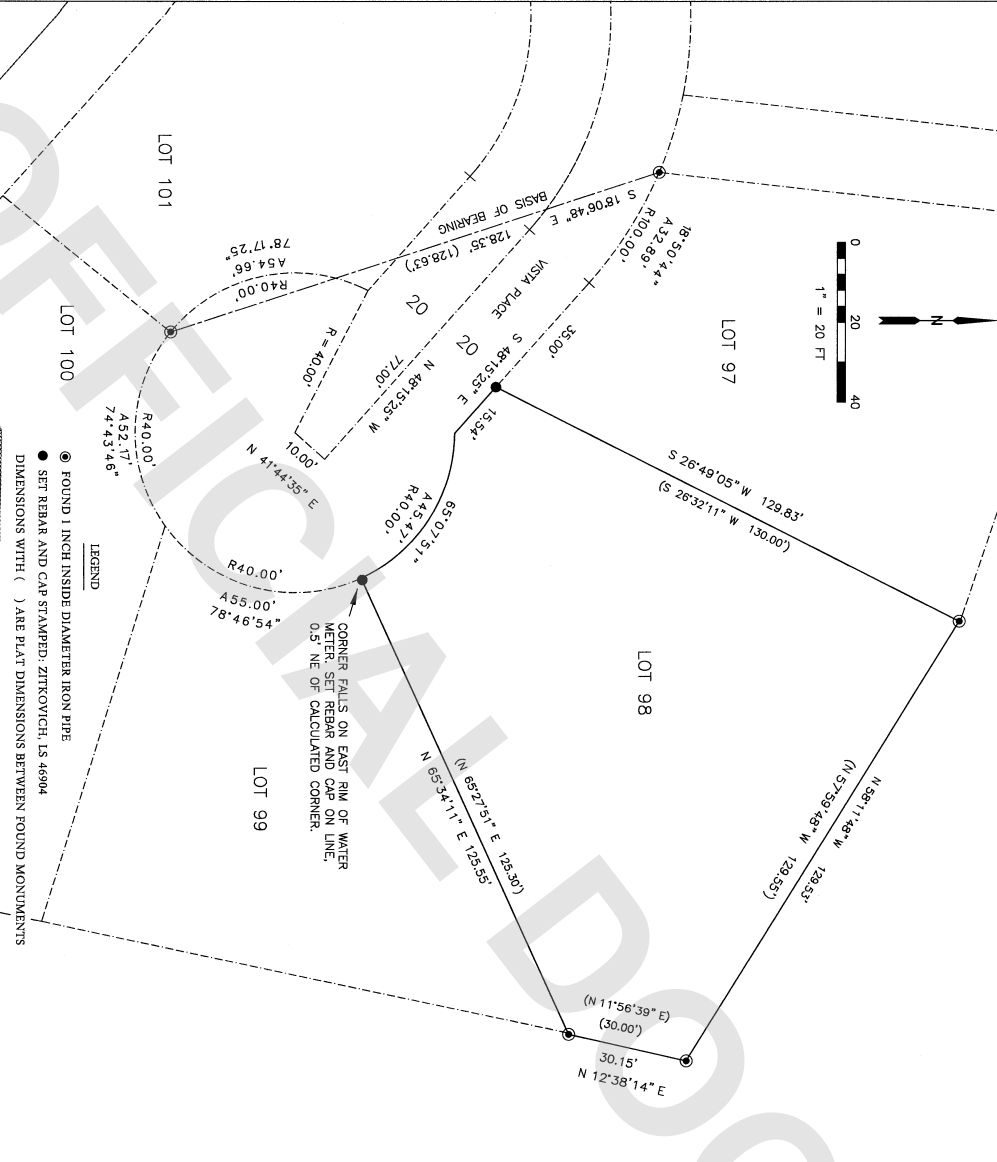 LOT 101
LOT 100
LOT 97
LOT 98
LOT 99
0 20 40
1" = 20 FT
N
18°50'44"
A32.89'
R100.00'
35.00'
S 18°06'48" E
128.35' (128.63')
BASIS OF BEARING
VISTA PLACE
20
20
S 48°15'25" E
15.54'
N 48°15'25" W
77.00'
R = 40.00'
10.00'
N 41°44'35" E
R40.00'
A54.66'
78°17'25"
R40.00'
A52.17'
74°43'46"
R40.00'
A55.00'
78°46'54"
65°07'51"
A45.47'
R40.00'
S 26°49'05" W 129.83'
(S 26°32'11" W 130.00')
N 58°11'48" W 129.53'
(N 57°59'48" W 129.55')
(N 65°27'51" E 125.30')
N 65°34'11" E 125.55'
(N 11°56'39" E)
(30.00')
30.15'
N 12°38'14" E
CORNER FALLS ON EAST RIM OF WATER
METER. SET REBAR AND CAP ON LINE,
0.5' NE OF CALCULATED CORNER.
LEGEND
FOUND 1 INCH INSIDE DIAMETER IRON PIPE
SET REBAR AND CAP STAMPED: ZITKOVICH, LS 46904
DIMENSIONS WITH ( ) ARE PLAT DIMENSIONS BETWEEN FOUND MONUMENTS
OFFICIAL DOC